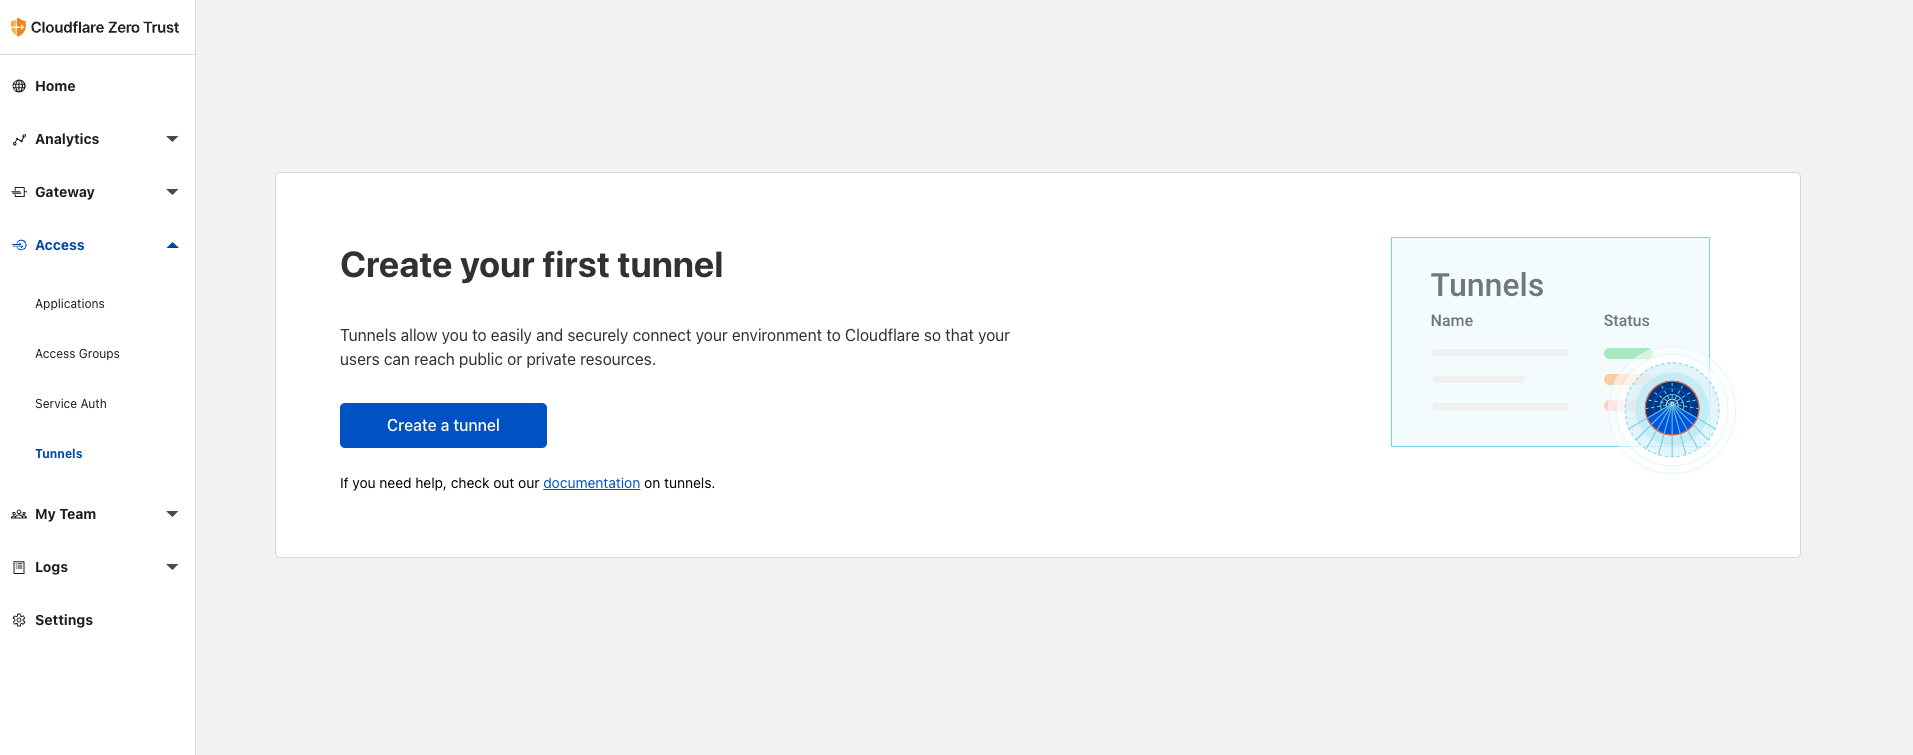 Cloudflare Zero Trust
Home
Analytics
Gateway
Access
Applications
Access Groups
Service Auth
Tunnels
My Team
Logs
Settings
Create your first tunnel
Tunnels allow you to easily and securely connect your environment to Cloudflare so that your
users can reach public or private resources.
Create a tunnel
If you need help, check out our documentation on tunnels.
Tunnels
Name Status